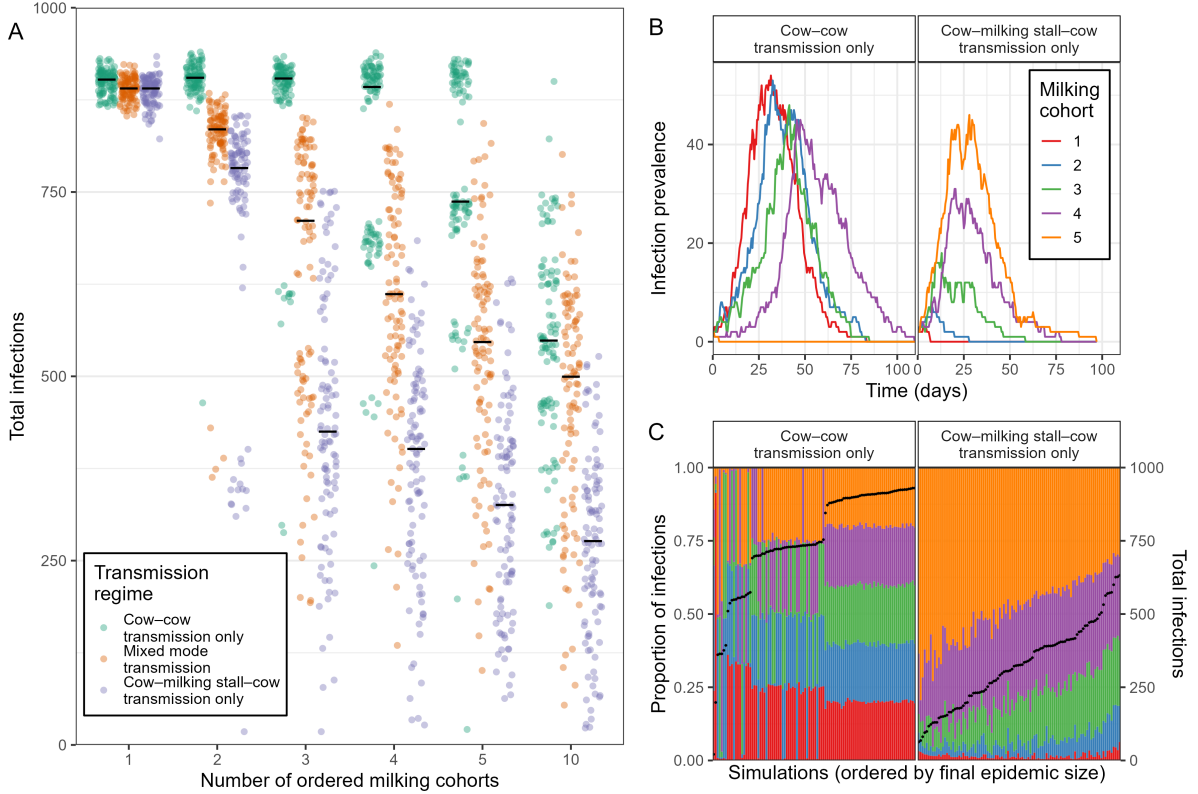 A
Total infections
1000
750
500
250
0
1
2
3
4
5
10
Number of ordered milking cohorts
Transmission
regime
Cow–cow
transmission only
Mixed mode
transmission
Cow–milking stall–cow
transmission only
B
Cow–cow
transmission only
Cow–milking stall–cow
transmission only
Infection prevalence
40
20
0
0
25
50
75
100
0
25
50
75
100
Time (days)
Milking
cohort
1
2
3
4
5
C
Cow–cow
transmission only
Cow–milking stall–cow
transmission only
Proportion of infections
1.00
0.75
0.50
0.25
0.00
1000
750
500
250
0
Total infections
Simulations (ordered by final epidemic size)